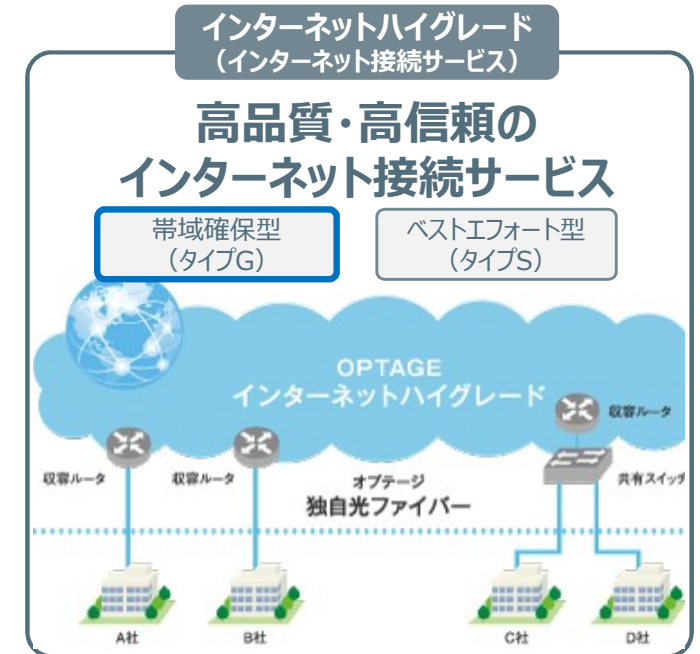 インターネットハイグレード
（インターネット接続サービス）
高品質・高信頼の
インターネット接続サービス
帯域確保型
（タイプG）
ベストエフォート型
（タイプS）
OPTAGE
インターネットハイグレード
収容ルータ
収容ルータ
収容ルータ
オプテージ
独自光ファイバー
共有スイッチ
A社
B社
C社
D社